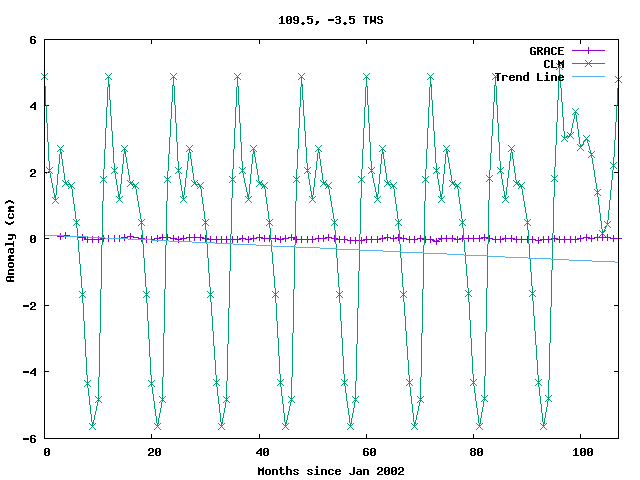 109.5, -3.5 TWS
GRACE
CLM
Trend Line
6
4
2
0
-2
-4
-6
Anomaly (cm)
0 20 40 60 80 100
Months since Jan 2002